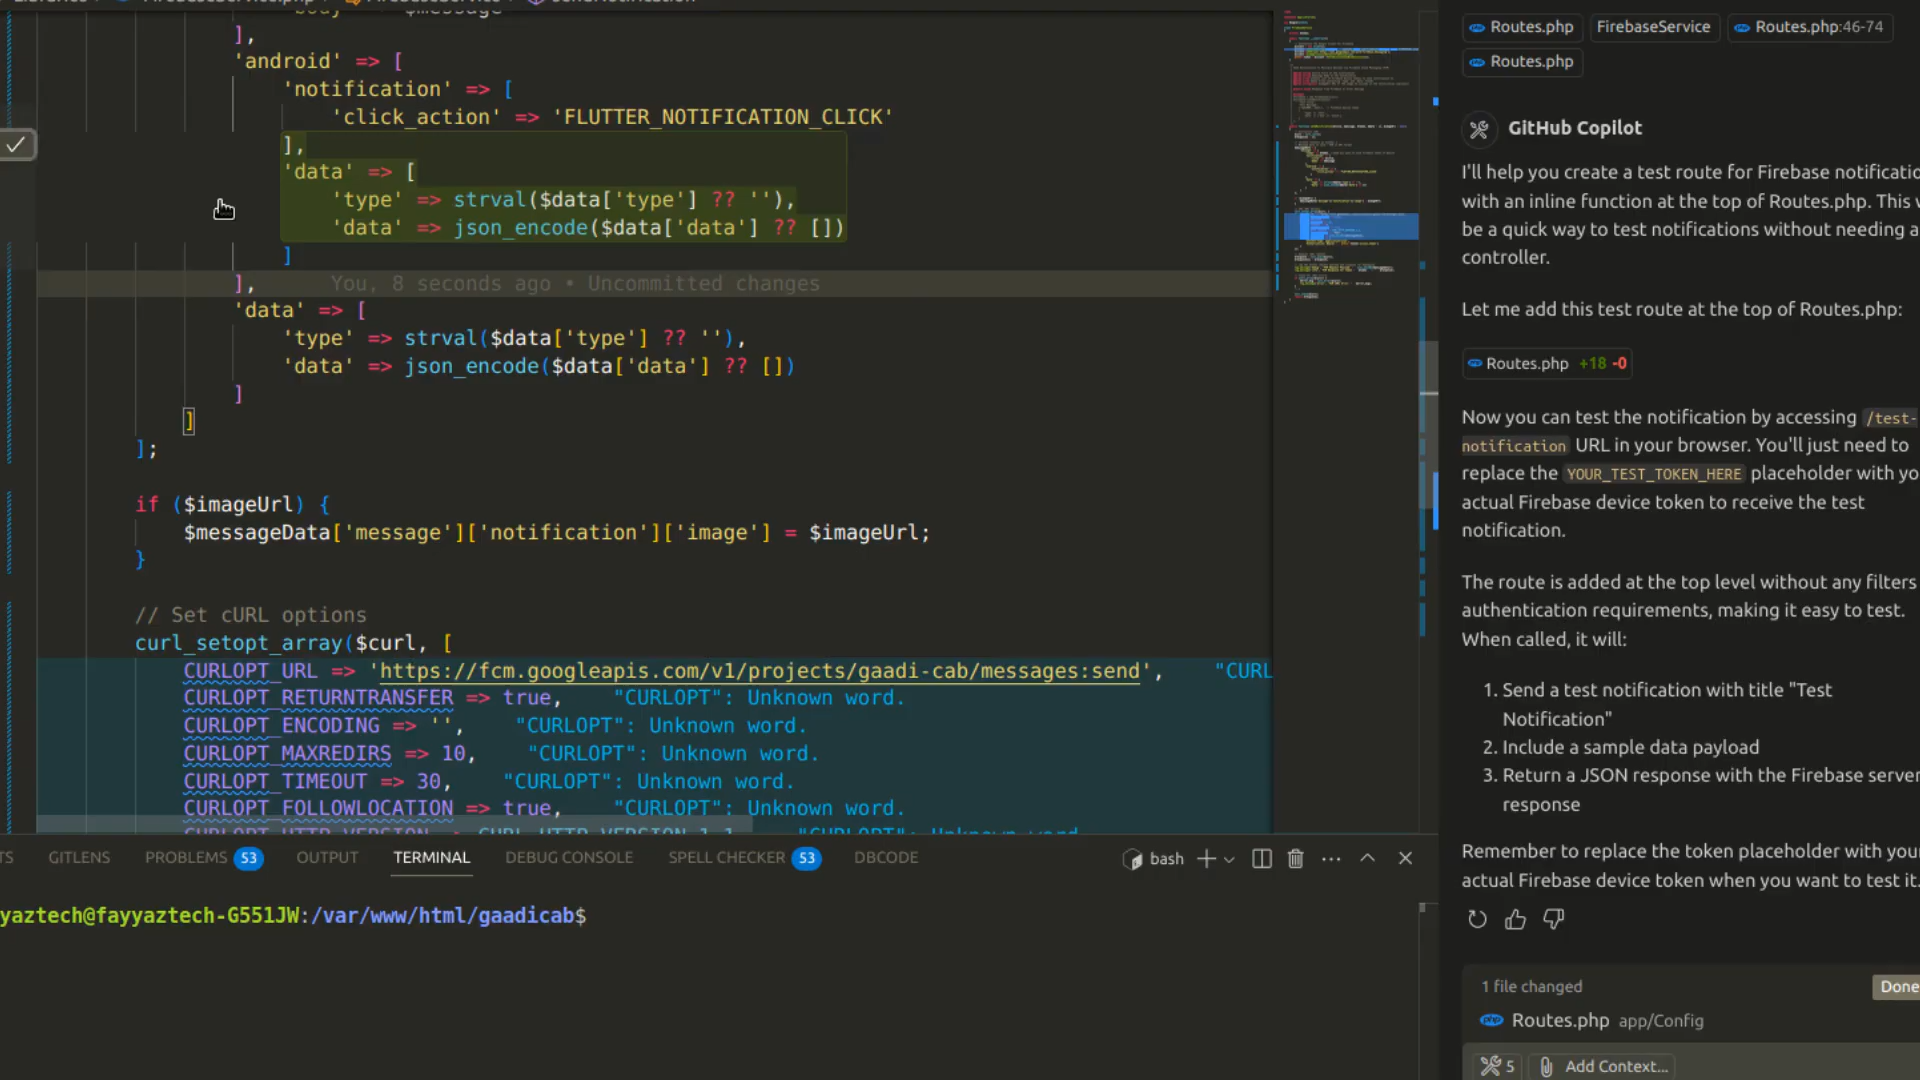 'body' => $message
],
'android' => [
'notification' => [
'click_action' => 'FLUTTER_NOTIFICATION_CLICK'
],
'data' => [
'type' => strval($data['type'] ?? ''),
'data' => json_encode($data['data'] ?? [])
]
],     You, 8 seconds ago • Uncommitted changes
'data' => [
'type' => strval($data['type'] ?? ''),
'data' => json_encode($data['data'] ?? [])
]
]
];
if ($imageUrl) {
$messageData['message']['notification']['image'] = $imageUrl;
}
// Set cURL options
curl_setopt_array($curl, [
CURLOPT_URL => 'https://fcm.googleapis.com/v1/projects/gaadi-cab/messages:send',    "CURL
CURLOPT_RETURNTRANSFER => true,    "CURLOPT": Unknown word.
CURLOPT_ENCODING => '',    "CURLOPT": Unknown word.
CURLOPT_MAXREDIRS => 10,    "CURLOPT": Unknown word.
CURLOPT_TIMEOUT => 30,    "CURLOPT": Unknown word.
CURLOPT_FOLLOWLOCATION => true,    "CURLOPT": Unknown word.
TS GITLENS PROBLEMS 53 OUTPUT TERMINAL DEBUG CONSOLE SPELL CHECKER 53 DBCODE bash
yaztech@fayyaztech-G551JW:/var/www/html/gaadicab$
Routes.php FirebaseService Routes.php:46-74
Routes.php
GitHub Copilot
I'll help you create a test route for Firebase notificatio
with an inline function at the top of Routes.php. This w
be a quick way to test notifications without needing a
controller.
Let me add this test route at the top of Routes.php:
Routes.php +18 -0
Now you can test the notification by accessing /test-
notification URL in your browser. You'll just need to
replace the YOUR_TEST_TOKEN_HERE placeholder with yo
actual Firebase device token to receive the test
notification.
The route is added at the top level without any filters
authentication requirements, making it easy to test.
When called, it will:
1. Send a test notification with title "Test
Notification"
2. Include a sample data payload
3. Return a JSON response with the Firebase server
response
Remember to replace the token placeholder with your
actual Firebase device token when you want to test it.
1 file changed Done
Routes.php app/Config
5 Add Context...